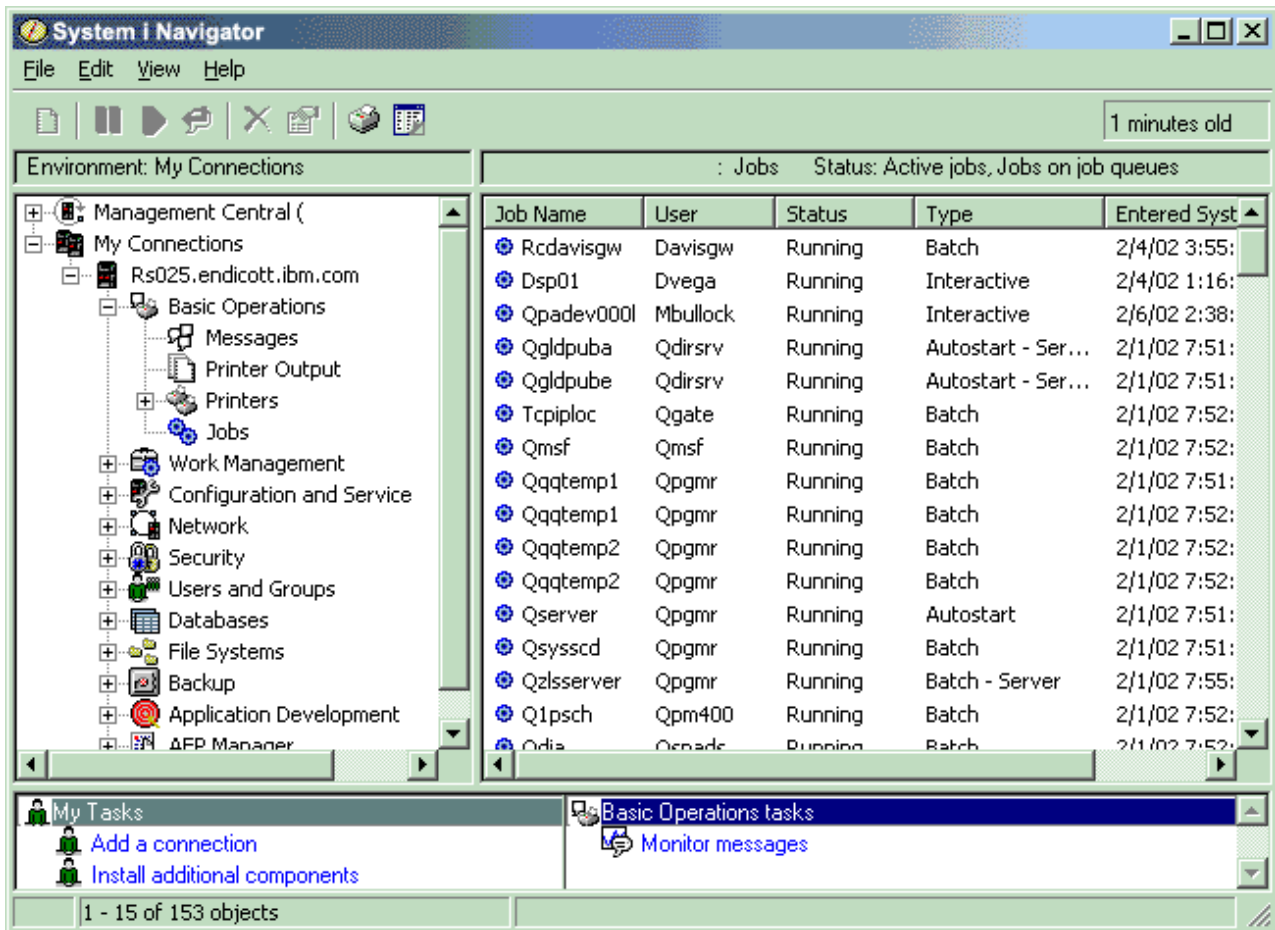 System i Navigator
File Edit View Help
1 minutes old
Environment: My Connections
: Jobs Status: Active jobs, Jobs on job queues
Management Central (
My Connections
Rs025.endicott.ibm.com
Basic Operations
Messages
Printer Output
Printers
Jobs
Work Management
Configuration and Service
Network
Security
Users and Groups
Databases
File Systems
Backup
Application Development
AFP Manager
Job Name User Status Type Entered Syst
Rcdavisgw Davisgw Running Batch 2/4/02 3:55:
Dsp01 Dvega Running Interactive 2/4/02 1:16:
Qpadev000l Mbullock Running Interactive 2/6/02 2:38:
Qgldpuba Qdirsrv Running Autostart - Ser... 2/1/02 7:51:
Qgldpube Qdirsrv Running Autostart - Ser... 2/1/02 7:51:
Tcpiploc Qgate Running Batch 2/1/02 7:52:
Qmsf Qmsf Running Batch 2/1/02 7:52:
Qqqtemp1 Qpgmr Running Batch 2/1/02 7:51:
Qqqtemp1 Qpgmr Running Batch 2/1/02 7:52:
Qqqtemp2 Qpgmr Running Batch 2/1/02 7:52:
Qqqtemp2 Qpgmr Running Batch 2/1/02 7:52:
Qserver Qpgmr Running Autostart 2/1/02 7:51:
Qsysscd Qpgmr Running Batch 2/1/02 7:51:
Qzlsserver Qpgmr Running Batch - Server 2/1/02 7:55:
Q1psch Qpm400 Running Batch 2/1/02 7:52:
Qdia Qsnads Running Batch 2/1/02 7:52:
My Tasks
Add a connection
Install additional components
Basic Operations tasks
Monitor messages
1 - 15 of 153 objects